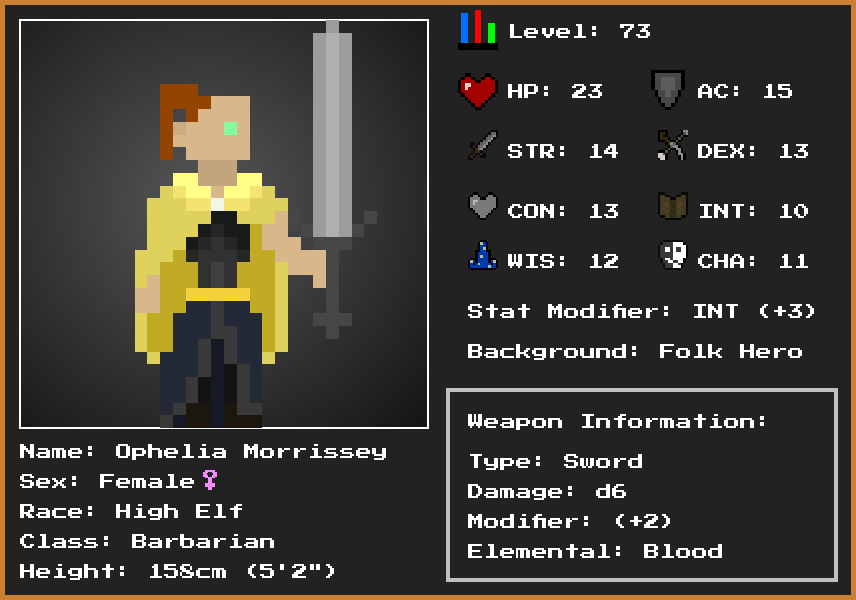 Level: 73
HP: 23 AC: 15
STR: 14 DEX: 13
CON: 13 INT: 10
WIS: 12 CHA: 11
Stat Modifier: INT (+3)
Background: Folk Hero
Weapon Information:
Type: Sword
Damage: d6
Modifier: (+2)
Elemental: Blood
Name: Ophelia Morrissey
Sex: Female♀
Race: High Elf
Class: Barbarian
Height: 158cm (5'2")